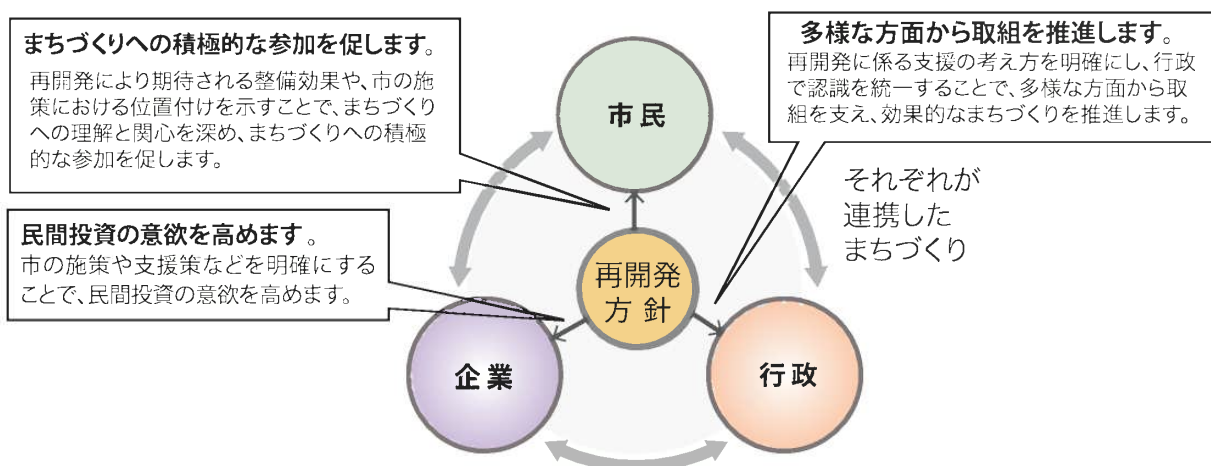 まちづくりへの積極的な参加を促します。
再開発により期待される整備効果や、市の施
策における位置付けを示すことで、まちづくり
への理解と関心を深め、まちづくりへの積極
的な参加を促します。
多様な方面から取組を推進します。
再開発に係る支援の考え方を明確にし、行政
で認識を統一することで、多様な方面から取
組を支え、効果的なまちづくりを推進します。
市民
それぞれが
連携した
まちづくり
民間投資の意欲を高めます。
市の施策や支援策などを明確にする
ことで、民間投資の意欲を高めます。
再開発
方針
企業
行政